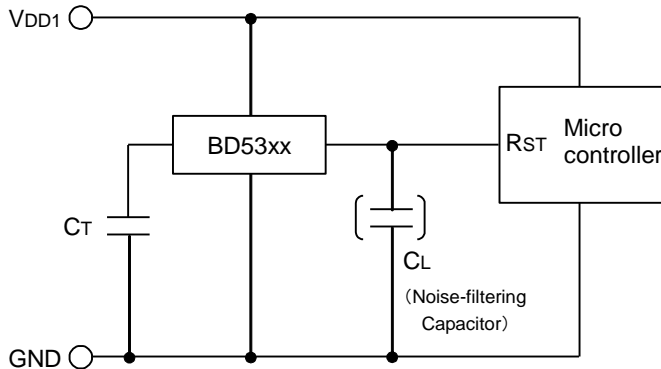 VDD1
BD53xx
RST
Micro
controller
CT
CL
（Noise-filtering
Capacitor）
GND